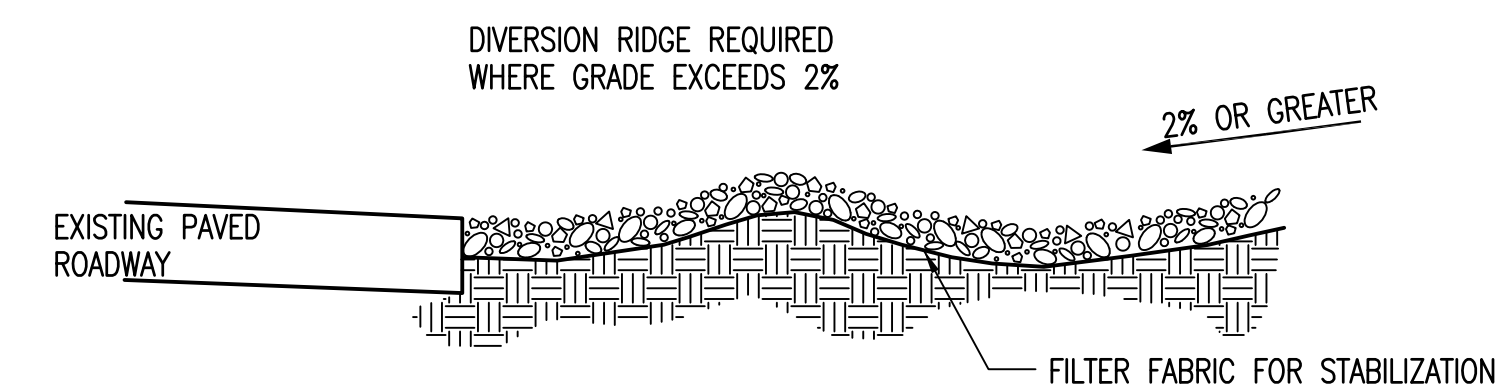 DIVERSION RIDGE REQUIRED
WHERE GRADE EXCEEDS 2%
2% OR GREATER
EXISTING PAVED
ROADWAY
FILTER FABRIC FOR STABILIZATION